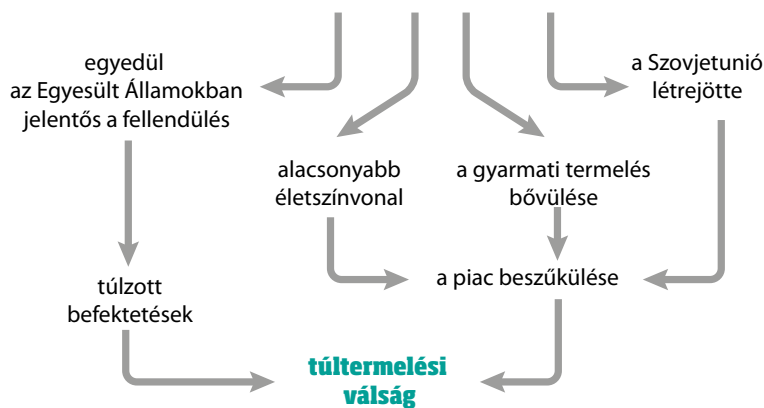 egyedül
az Egyesült Államokban
jelentős a fellendülés
a Szovjetunió
létrejötte
alacsonyabb
életszínvonal
a gyarmati termelés
bővülése
túlzott
befektetések
a piac beszűkülése
túltermelési
válság